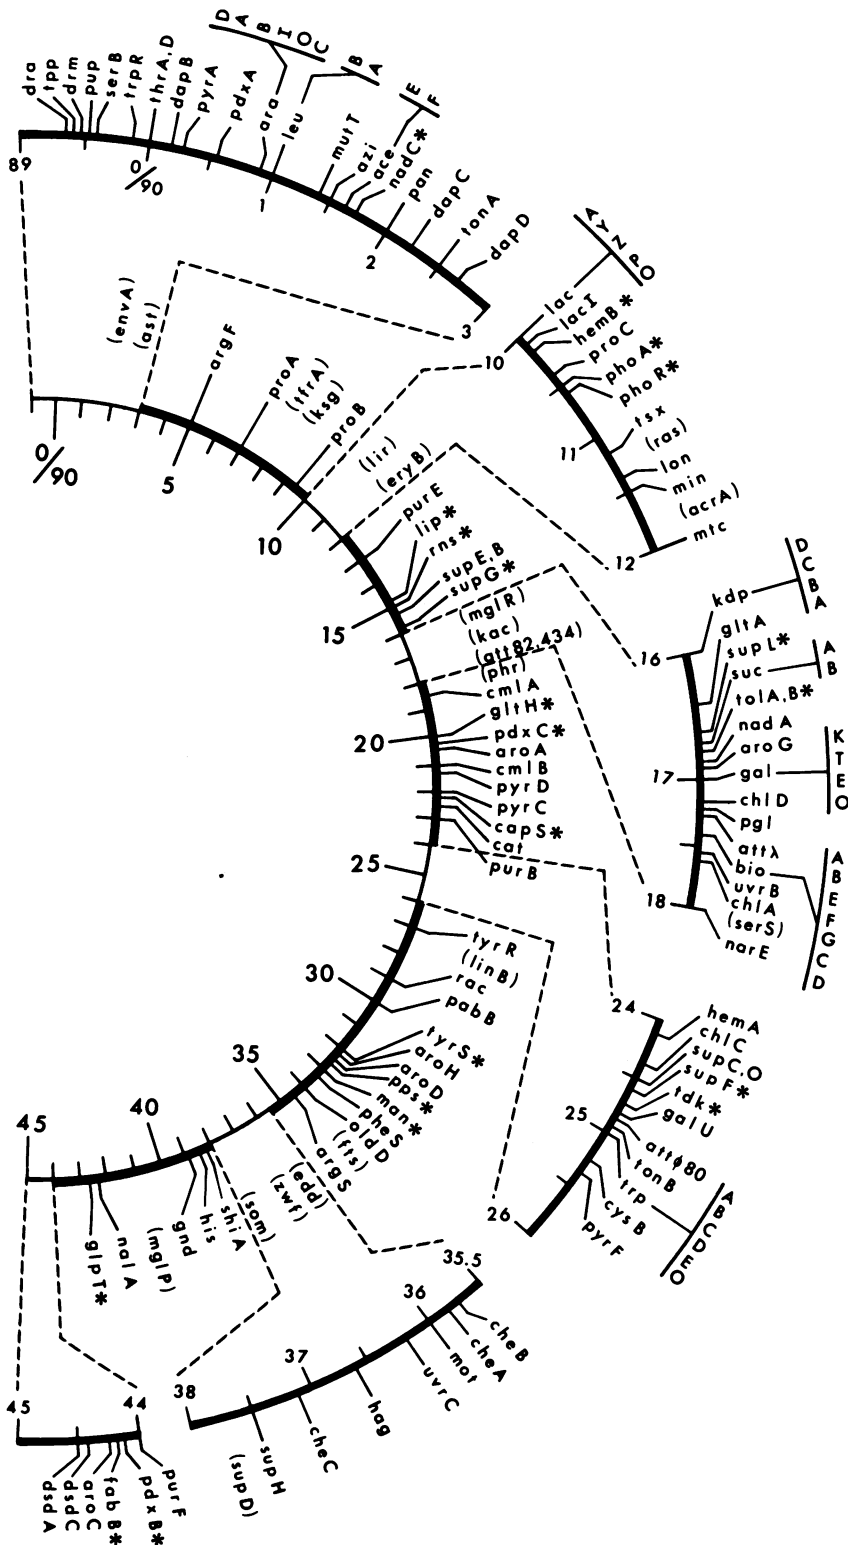 D A B I O C
B A
E F
dra
tpp
drm
pup
serB
trpR
thrA,D
dapB
pyrA
pdxA
ara
leu
mutT
azi
ace
nadC*
pan
dapC
tonA
dapD
89
0/90
1
2
3
A Y Z P O
lac
lacI
hemB*
proC
phoA*
phoR*
tsx
(ras)
lon
min
(acrA)
mtc
10
11
12
(envA)
(ast)
argF
proA
(tfrA)
(ksg)
proB
(lir)
(eryB)
purE
lip*
rns*
supE,B
supG*
(mglR)
(kac)
(att82,434)
(phr)
cmlA
gltH*
pdxC*
aroA
cmlB
pyrD
pyrC
capS*
cat
purB
0/90
5
10
15
20
25
30
35
40
45
D C B A
kdp
gltA
supL*
suc
A B
tolA,B*
nadA
aroG
gal
K T E O
chlD
pgl
attλ
bio
A B E F G C D
uvrB
chlA
(serS)
narE
16
17
18
tyrR
(linB)
rac
pabB
tyrS*
aroH
aroD
pps*
man*
pheS
oldD
(fts)
argS
(edd)
(zwf)
(som)
shiA
his
gnd
(mglP)
nalA
glpT*
24
25
26
hemA
chlC
supC,O
supF*
tdk*
galU
attϕ80
tonB
trp
A B C D E O
cysB
pyrF
35.5
36
37
38
cheB
cheA
mot
uvrC
hag
cheC
supH
(supD)
45
44
purF
pdxB*
fabB*
aroC
dsdC
dsdA